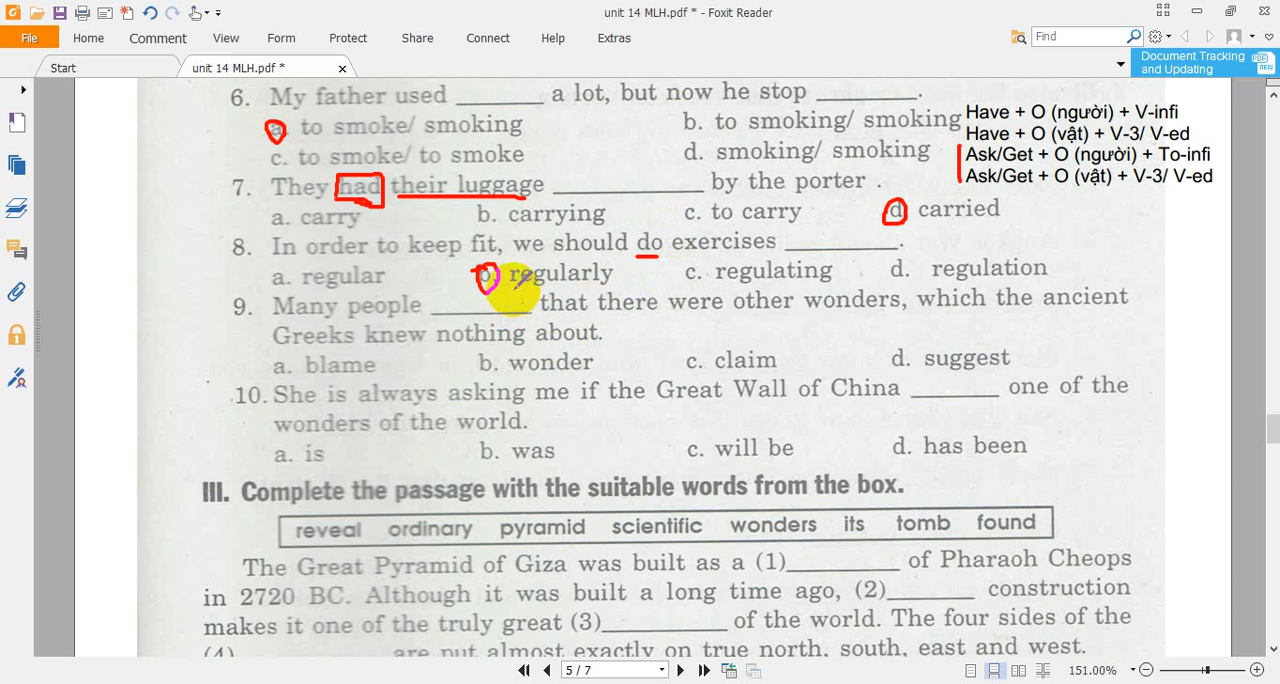 unit 14 MLH.pdf * - Foxit Reader
File Home Comment View Form Protect Share Connect Help Extras Find
Document Tracking and Updating PDF NEW
Start unit 14 MLH.pdf *
6. My father used ________ a lot, but now he stop _________.
a. to smoke/ smoking b. to smoking/ smoking
c. to smoke/ to smoke d. smoking/ smoking
Have + O (người) + V-infi
Have + O (vật) + V-3/ V-ed
Ask/Get + O (người) + To-infi
Ask/Get + O (vật) + V-3/ V-ed
7. They had their luggage _____________ by the porter .
a. carry b. carrying c. to carry d. carried
8. In order to keep fit, we should do exercises __________.
a. regular b. regularly c. regulating d. regulation
9. Many people _________ that there were other wonders, which the ancient
Greeks knew nothing about.
a. blame b. wonder c. claim d. suggest
10. She is always asking me if the Great Wall of China ________ one of the
wonders of the world.
a. is b. was c. will be d. has been
III. Complete the passage with the suitable words from the box.
reveal ordinary pyramid scientific wonders its tomb found
The Great Pyramid of Giza was built as a (1)__________ of Pharaoh Cheops
in 2720 BC. Although it was built a long time ago, (2)________ construction
makes it one of the truly great (3)___________ of the world. The four sides of the
(4)__________ are put almost exactly on true north, south, east and west.
5 / 7 151.00%